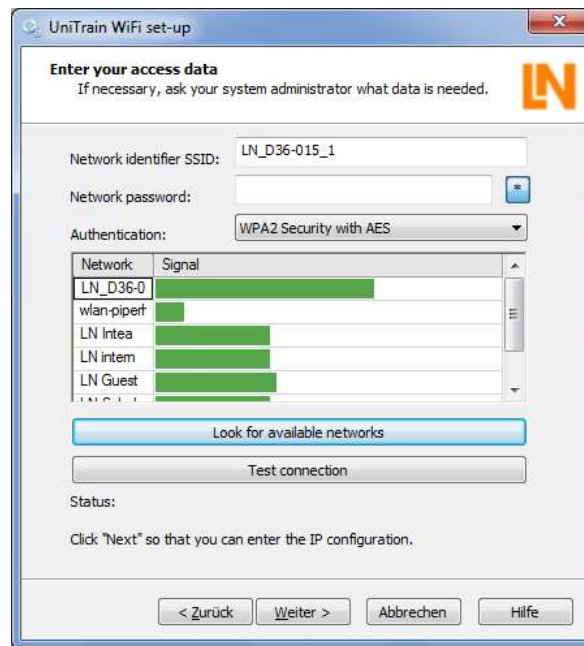 UniTrain WiFi set-up
Enter your access data
If necessary, ask your system administrator what data is needed.
LN
Network identifier SSID: LN_D36-015_1
Network password: *
Authentication: WPA2 Security with AES
Network Signal
LN_D36-0
wlan-piperf
LN Intea
LN intern
LN Guest
Look for available networks
Test connection
Status:
Click "Next" so that you can enter the IP configuration.
< Zurück Weiter > Abbrechen Hilfe